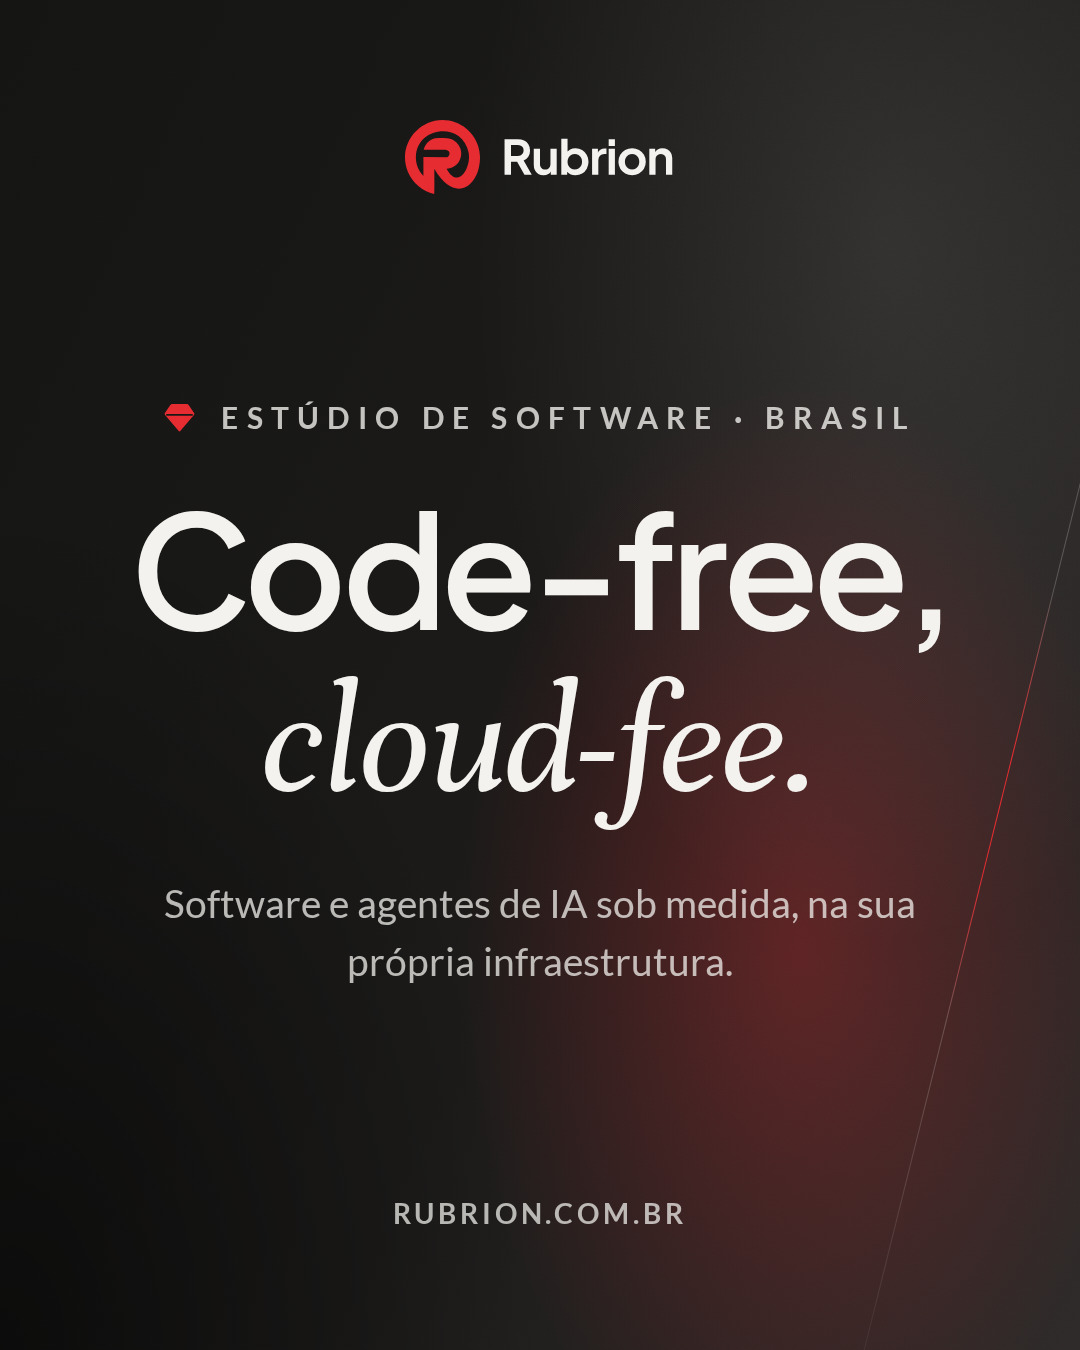 Rubrion
ESTÚDIO DE SOFTWARE · BRASIL
Code-free,
cloud-fee.
Software e agentes de IA sob medida, na sua
própria infraestrutura.
RUBRION.COM.BR